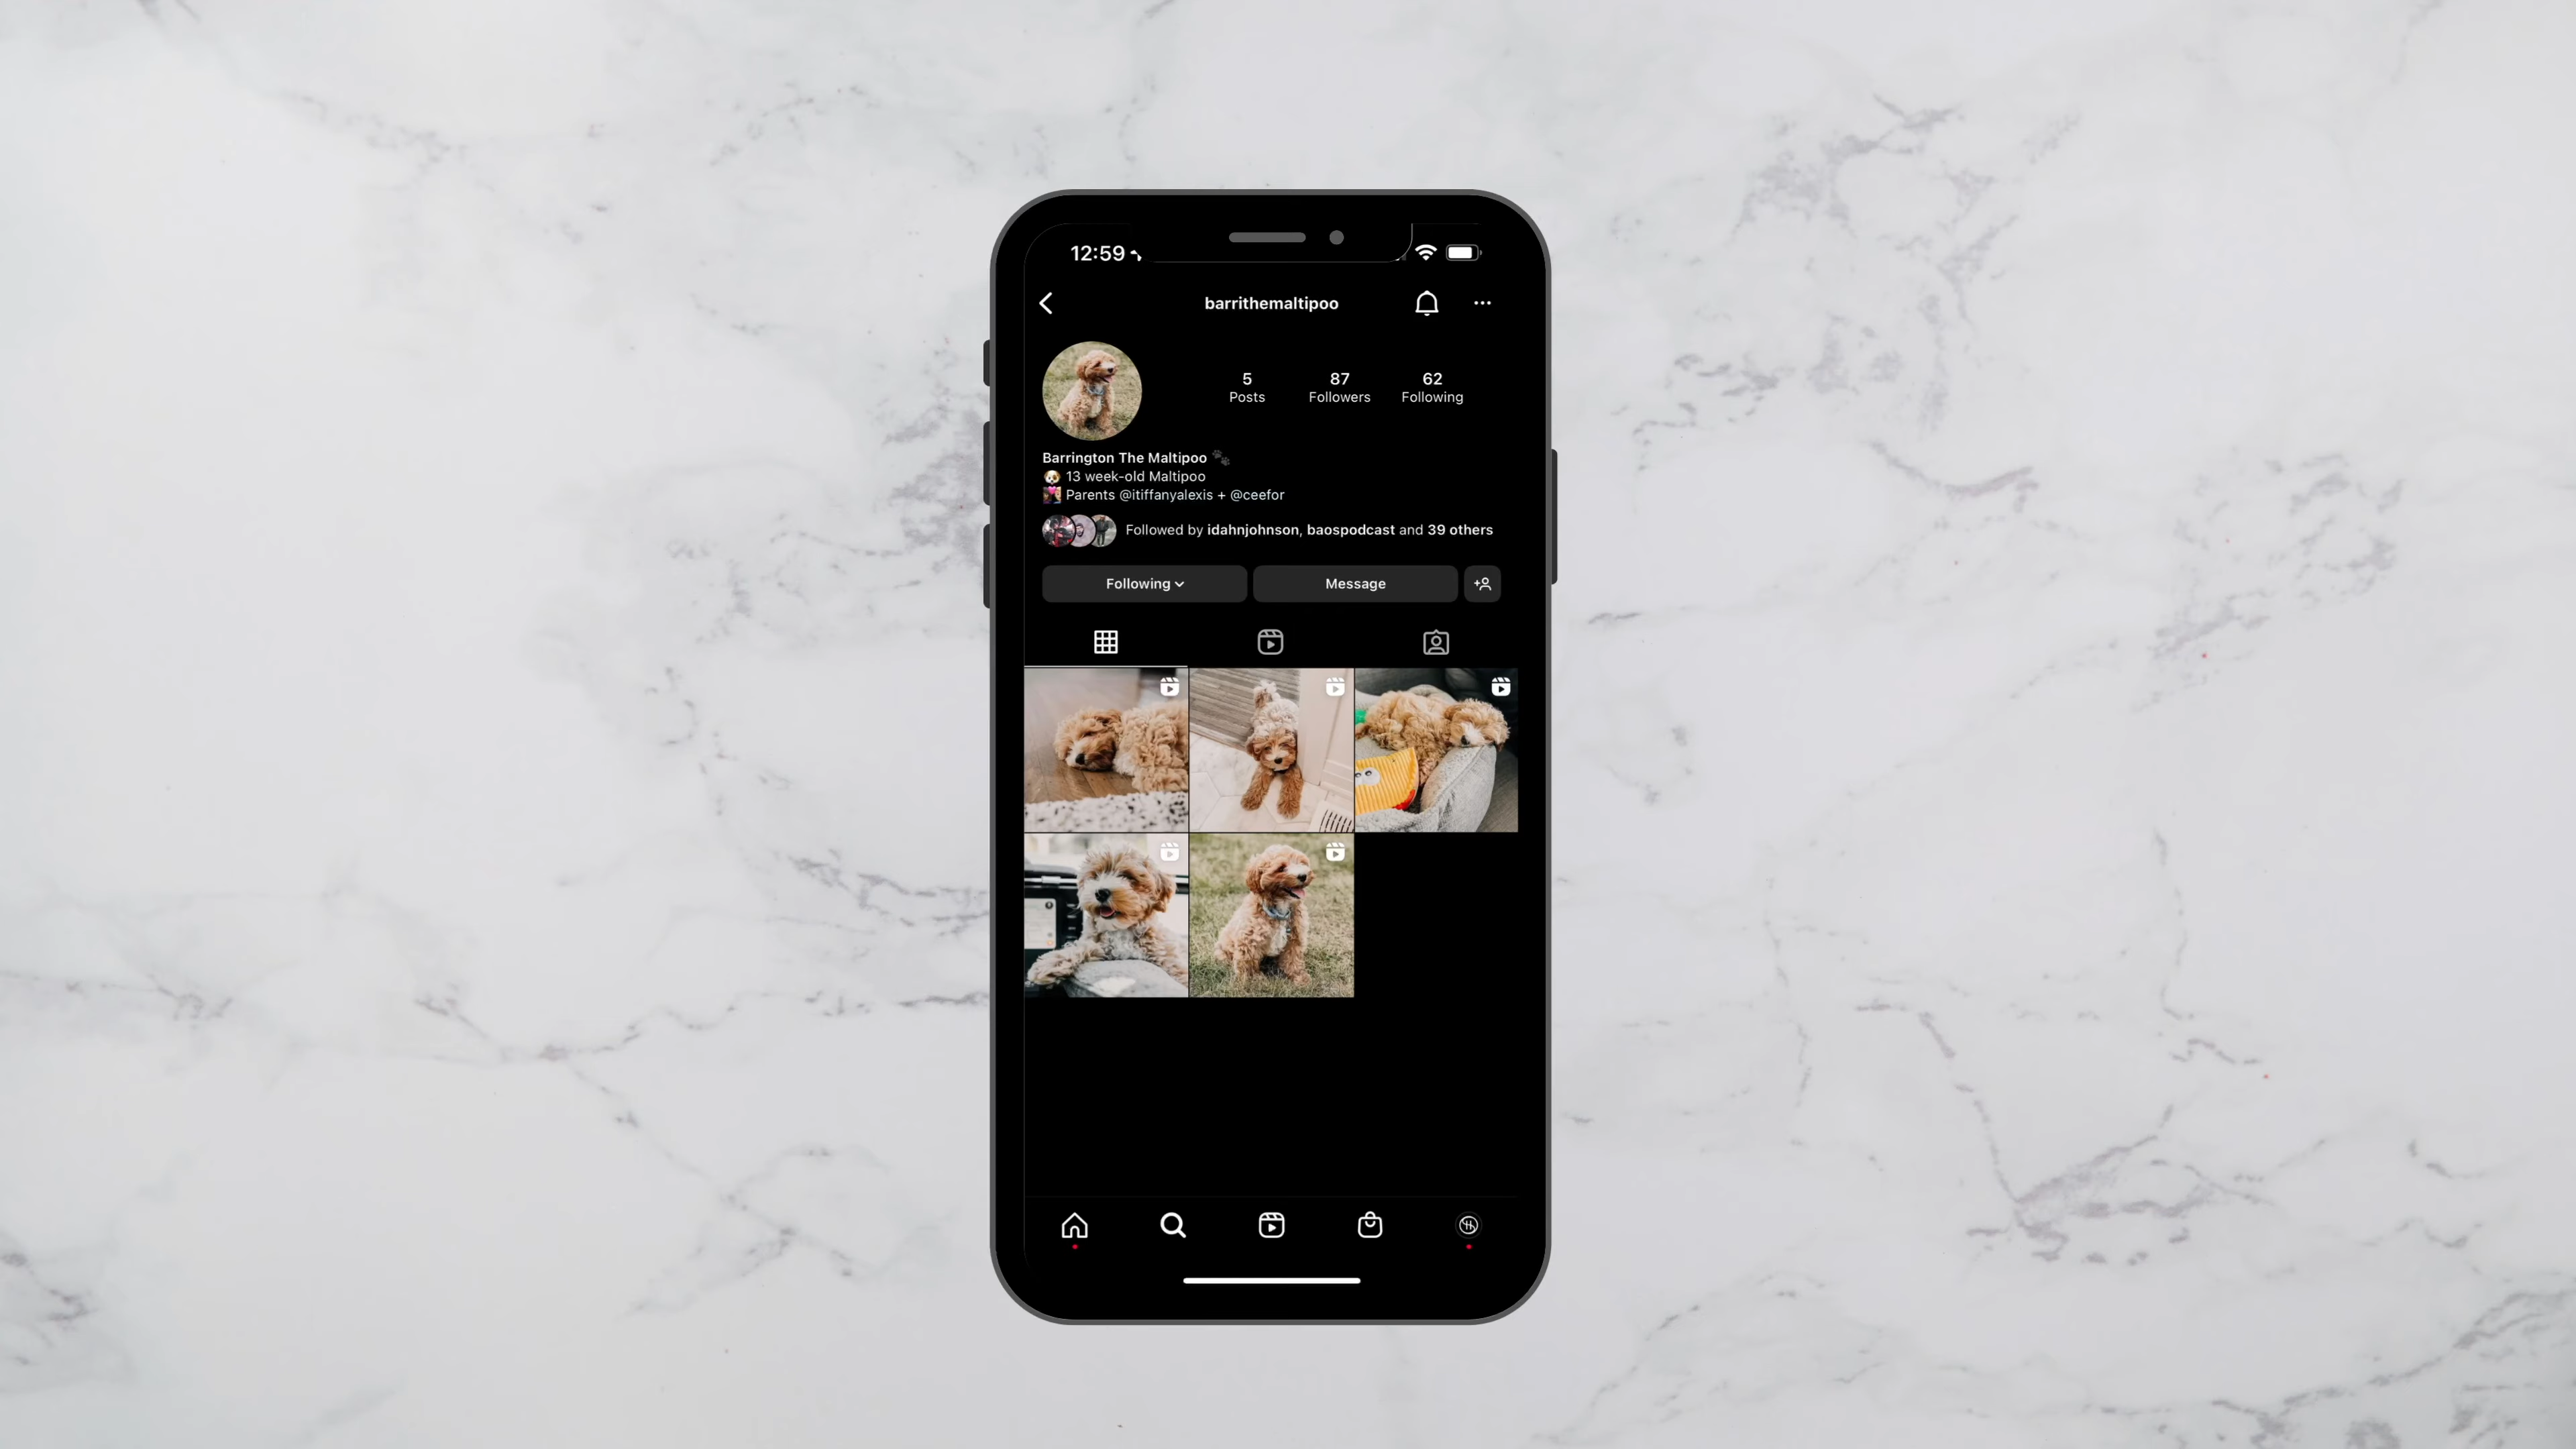 12:59
barrithemaltipoo
5 87 62
Posts Followers Following
Barrington The Maltipoo 🐾
🐶 13 week-old Maltipoo
Parents @itiffanyalexis + @ceefor
Followed by idahnjohnson, baospodcast and 39 others
Following Message